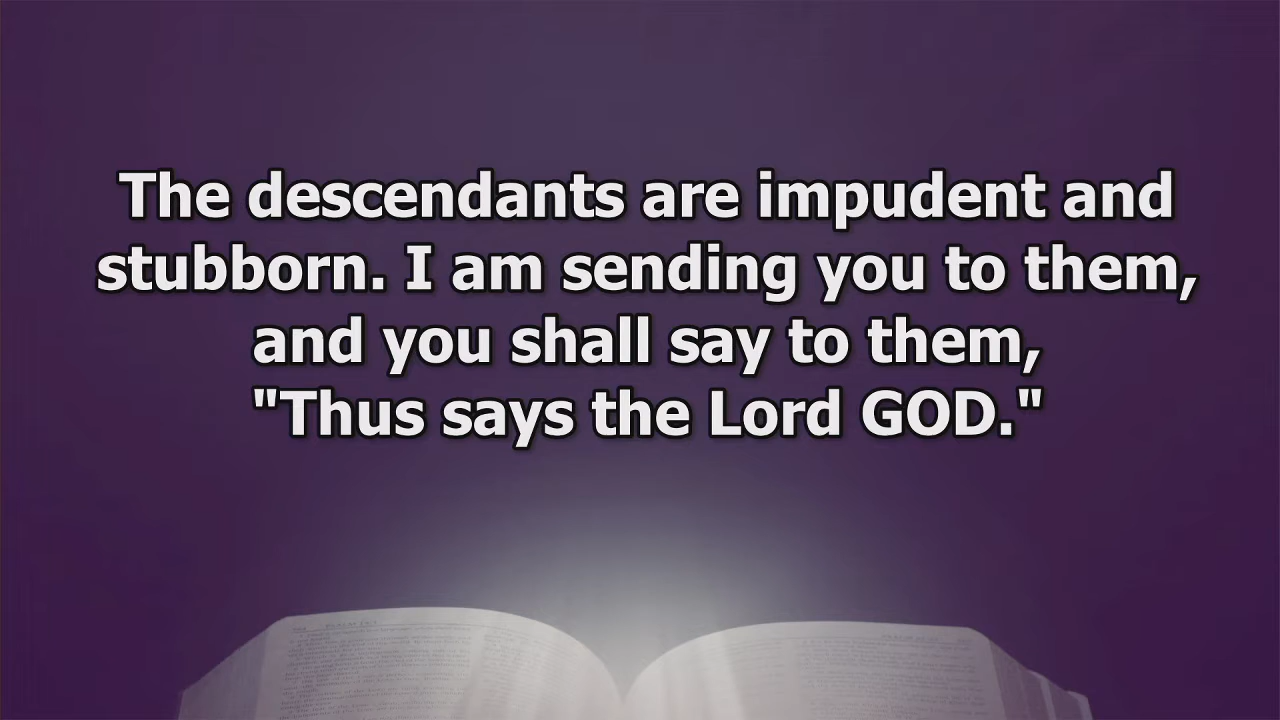 The descendants are impudent and
stubborn. I am sending you to them,
and you shall say to them,
"Thus says the Lord GOD."